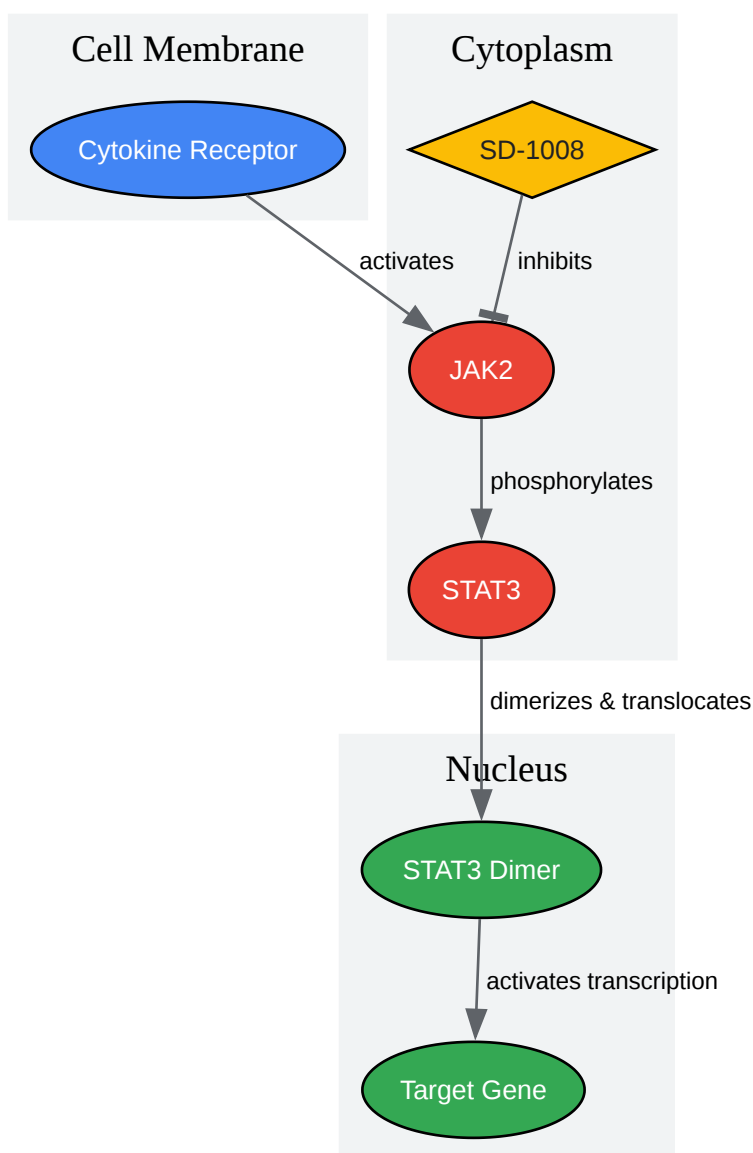 Cell Membrane
Cytoplasm
Cytokine Receptor
SD-1008
activates
inhibits
JAK2
phosphorylates
STAT3
dimerizes & translocates
Nucleus
STAT3 Dimer
activates transcription
Target Gene